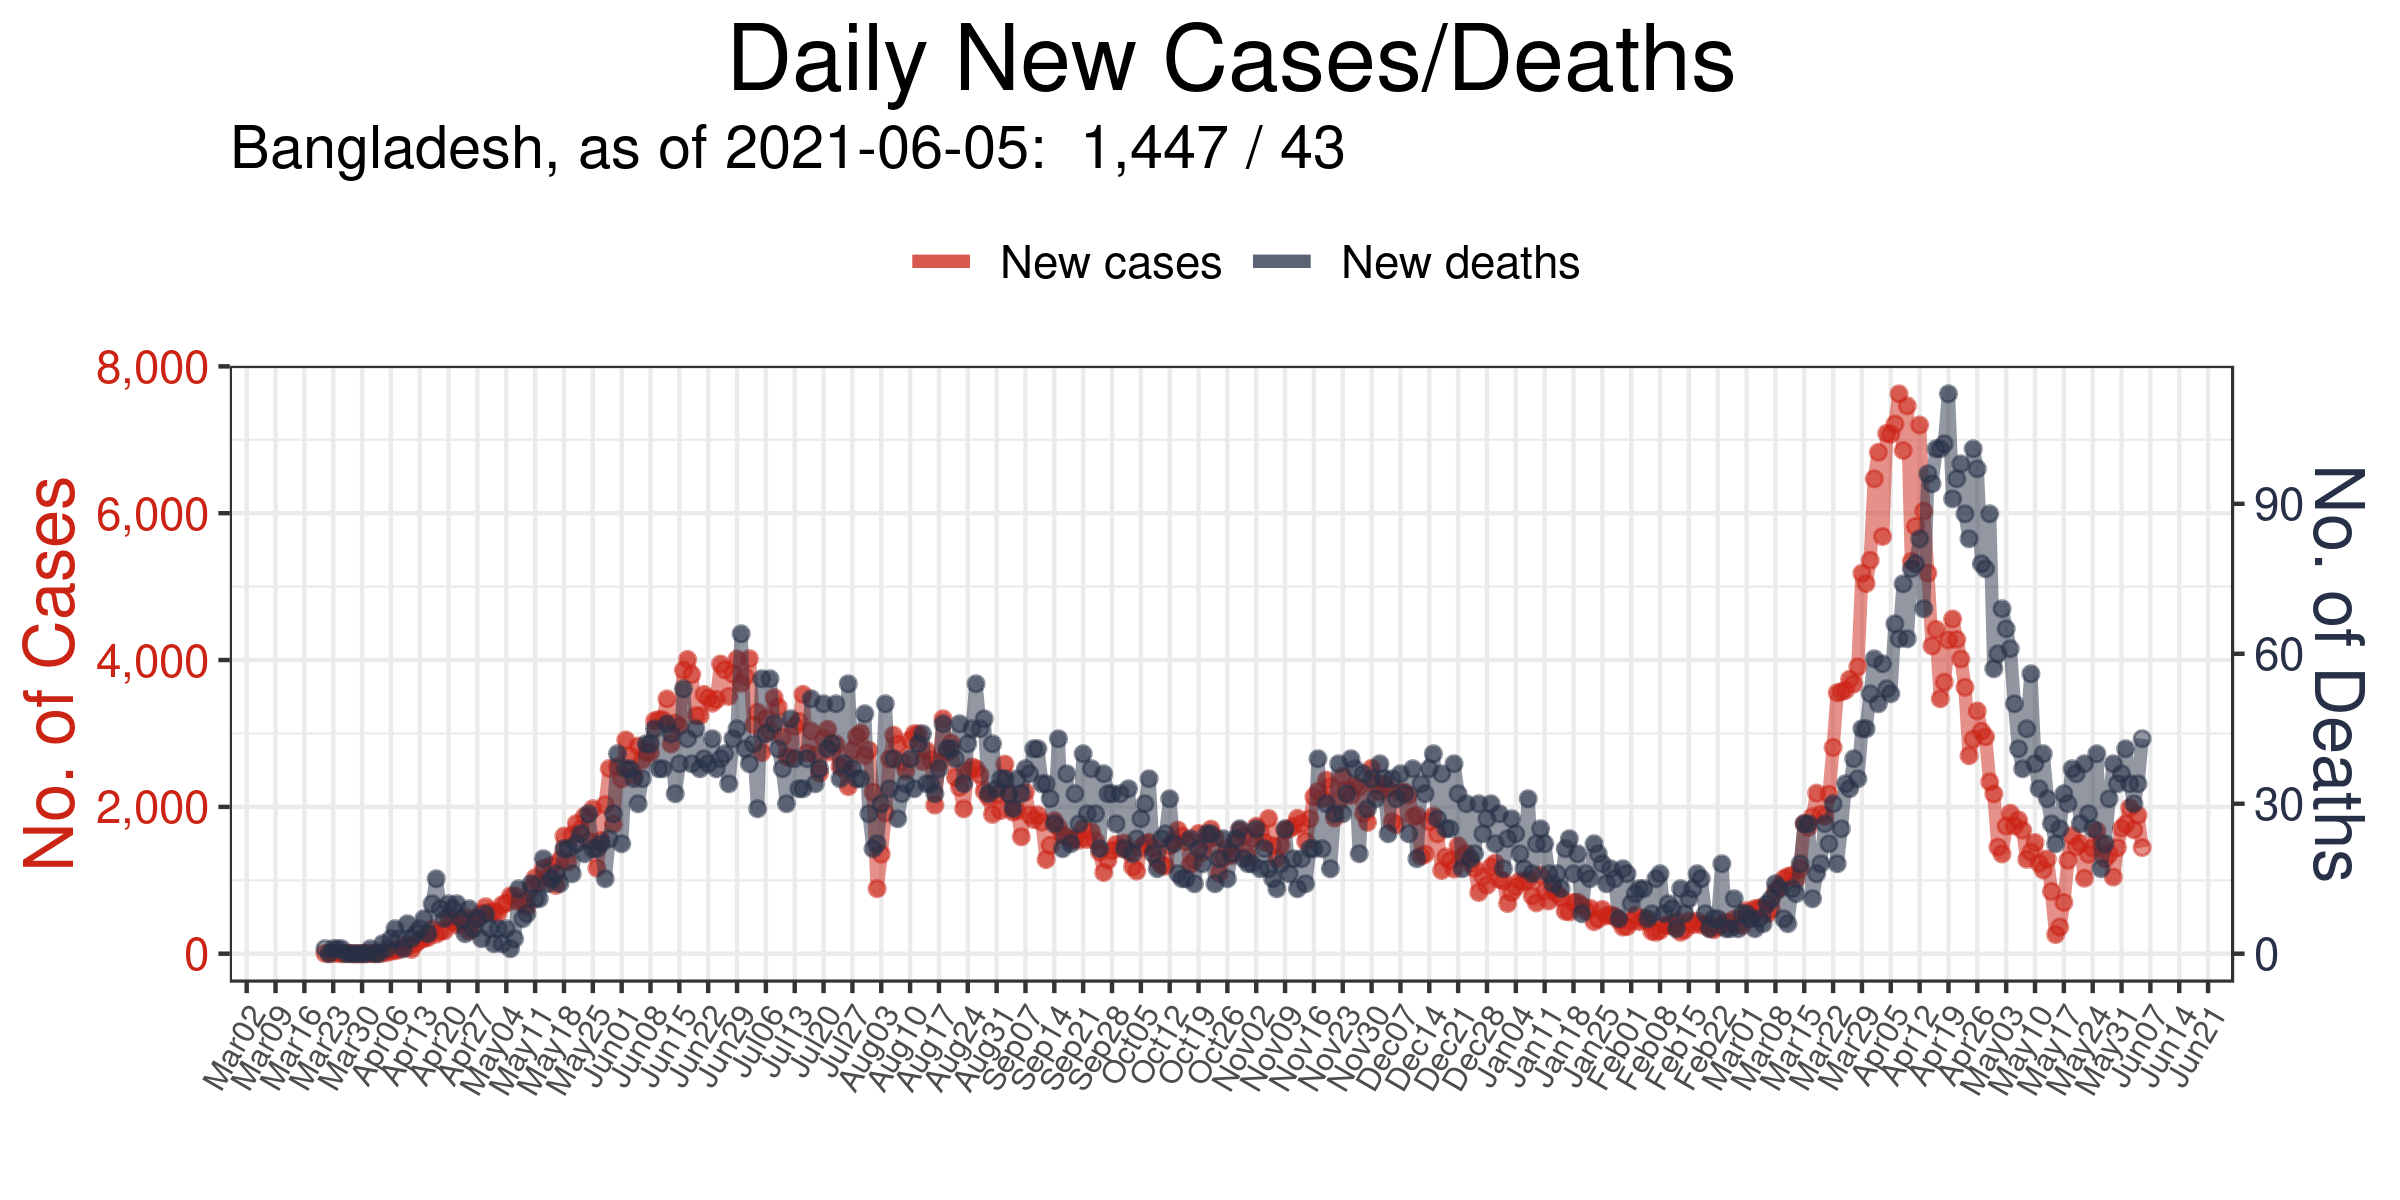 Daily New Cases/Deaths
Bangladesh, as of 2021-06-05:  1,447 / 43
New cases New deaths
No. of Cases
8,000
6,000
4,000
2,000
0
90
60
30
0
No. of Deaths
Mar02 Mar09 Mar16 Mar23 Mar30 Apr06 Apr13 Apr20 Apr27 May04 May11 May18 May25 Jun01 Jun08 Jun15 Jun22 Jun29 Jul06 Jul13 Jul20 Jul27 Aug03 Aug10 Aug17 Aug24 Aug31 Sep07 Sep14 Sep21 Sep28 Oct05 Oct12 Oct19 Oct26 Nov02 Nov09 Nov16 Nov23 Nov30 Dec07 Dec14 Dec21 Dec28 Jan04 Jan11 Jan18 Jan25 Feb01 Feb08 Feb15 Feb22 Mar01 Mar08 Mar15 Mar22 Mar29 Apr05 Apr12 Apr19 Apr26 May03 May10 May17 May24 May31 Jun07 Jun14 Jun21